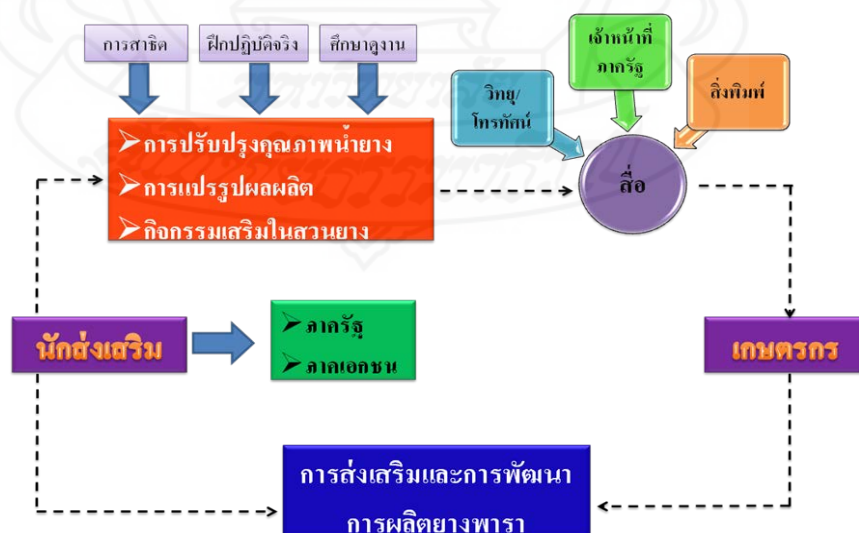 การสาธิต
ฝึกปฏิบัติจริง
ศึกษาดูงาน
เจ้าหน้าที่
ภาครัฐ
วิทยุ/
โทรทัศน์
สิ่งพิมพ์
การปรับปรุงคุณภาพน้ำยาง
การแปรรูปผลผลิต
กิจกรรมเสริมในสวนยาง
สื่อ
นักส่งเสริม
ภาครัฐ
ภาคเอกชน
เกษตรกร
การส่งเสริมและการพัฒนา
การผลิตยางพารา